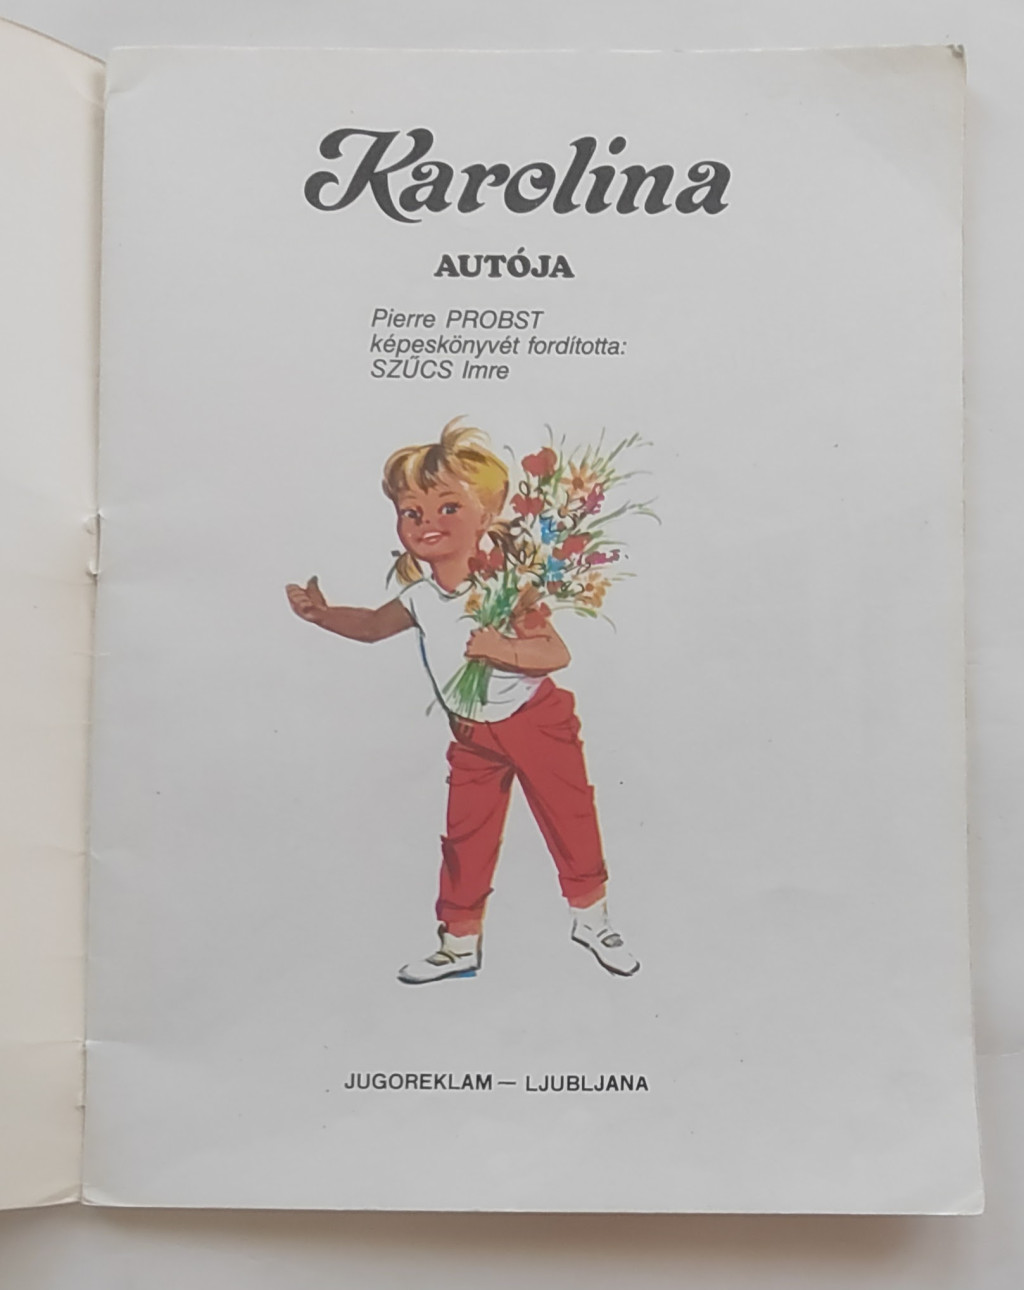 Karolina
AUTÓJA
Pierre PROBST
képeskönyvét fordította:
SZŰCS Imre
JUGOREKLAM — LJUBLJANA